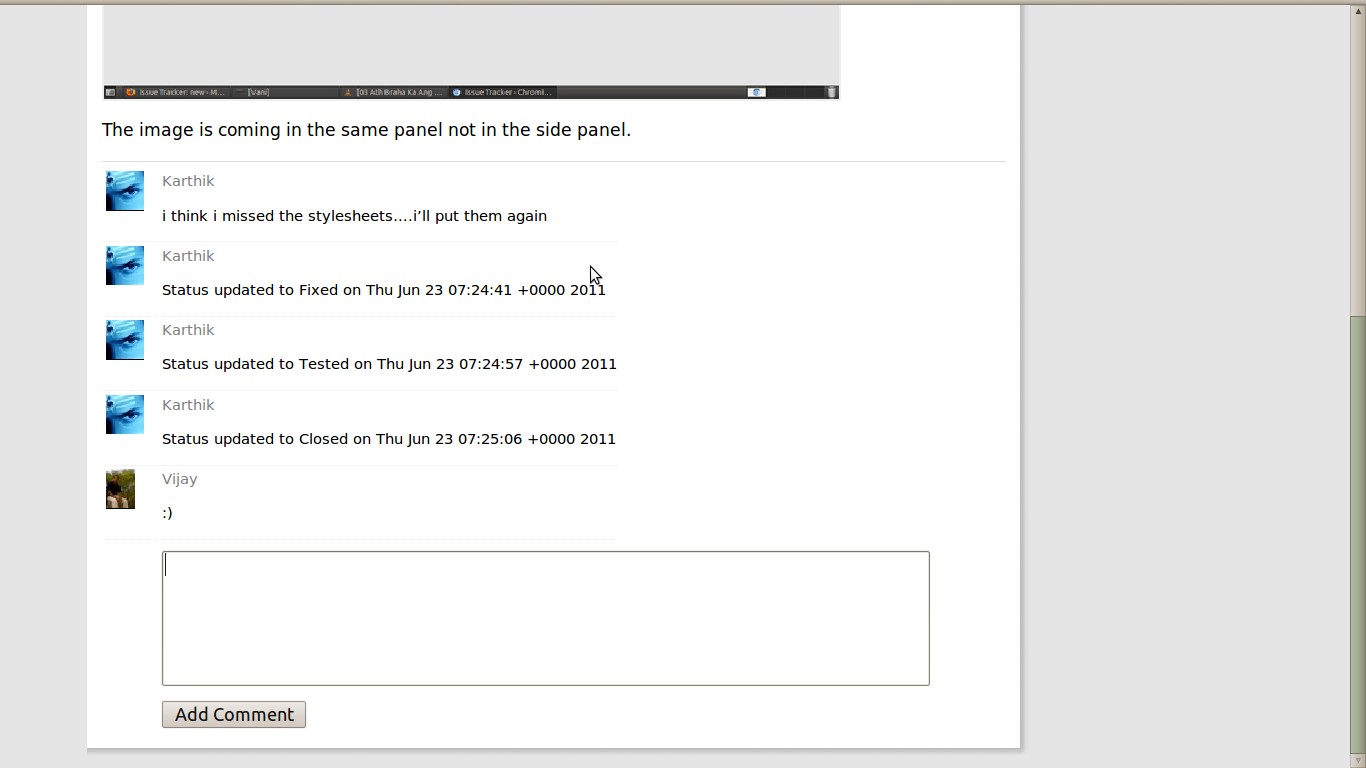 Issue Tracker: new - M... [Vani] [03 Ath Braha Ka Ang ... Issue Tracker - Chromi...
The image is coming in the same panel not in the side panel.
Karthik
i think i missed the stylesheets....i’ll put them again
Karthik
Status updated to Fixed on Thu Jun 23 07:24:41 +0000 2011
Karthik
Status updated to Tested on Thu Jun 23 07:24:57 +0000 2011
Karthik
Status updated to Closed on Thu Jun 23 07:25:06 +0000 2011
Vijay
:)
Add Comment